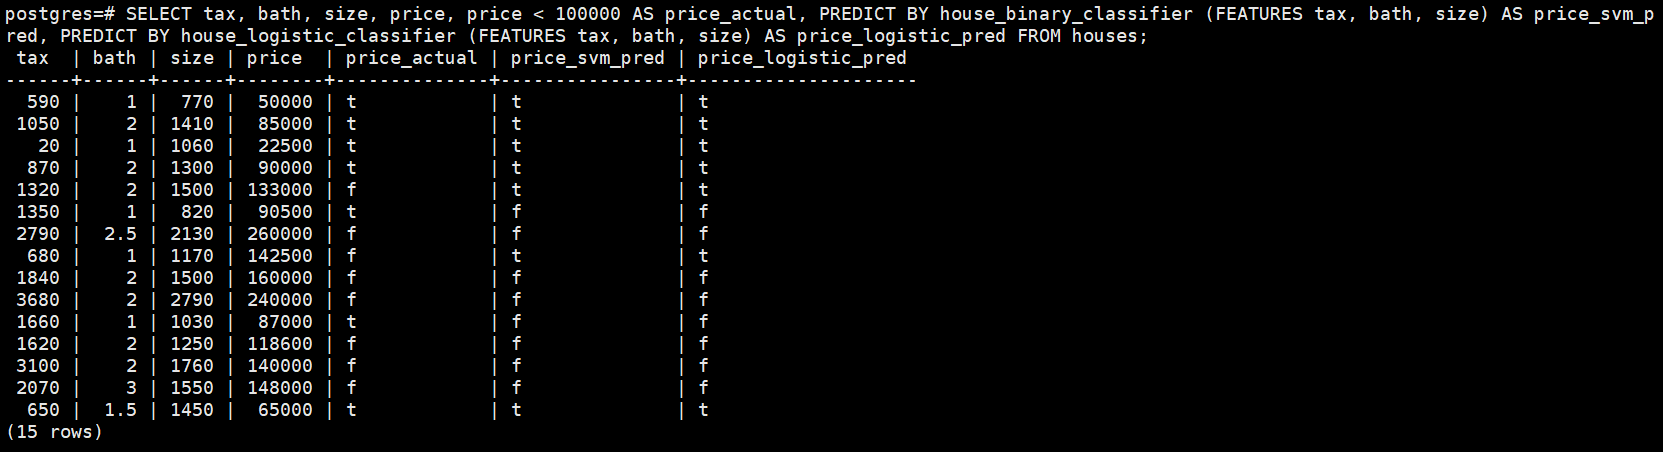 postgres=# SELECT tax, bath, size, price, price < 100000 AS price_actual, PREDICT BY house_binary_classifier (FEATURES tax, bath, size) AS price_svm_p
red, PREDICT BY house_logistic_classifier (FEATURES tax, bath, size) AS price_logistic_pred FROM houses;
 tax  | bath | size | price  | price_actual | price_svm_pred | price_logistic_pred
------+------+------+--------+--------------+----------------+---------------------
  590 |    1 |  770 |  50000 | t            | t              | t
 1050 |    2 | 1410 |  85000 | t            | t              | t
   20 |    1 | 1060 |  22500 | t            | t              | t
  870 |    2 | 1300 |  90000 | t            | t              | t
 1320 |    2 | 1500 | 133000 | f            | t              | t
 1350 |    1 |  820 |  90500 | t            | f              | f
 2790 |  2.5 | 2130 | 260000 | f            | f              | f
  680 |    1 | 1170 | 142500 | f            | t              | t
 1840 |    2 | 1500 | 160000 | f            | f              | f
 3680 |    2 | 2790 | 240000 | f            | f              | f
 1660 |    1 | 1030 |  87000 | t            | f              | f
 1620 |    2 | 1250 | 118600 | f            | f              | f
 3100 |    2 | 1760 | 140000 | f            | f              | f
 2070 |    3 | 1550 | 148000 | f            | f              | f
  650 |  1.5 | 1450 |  65000 | t            | t              | t
(15 rows)